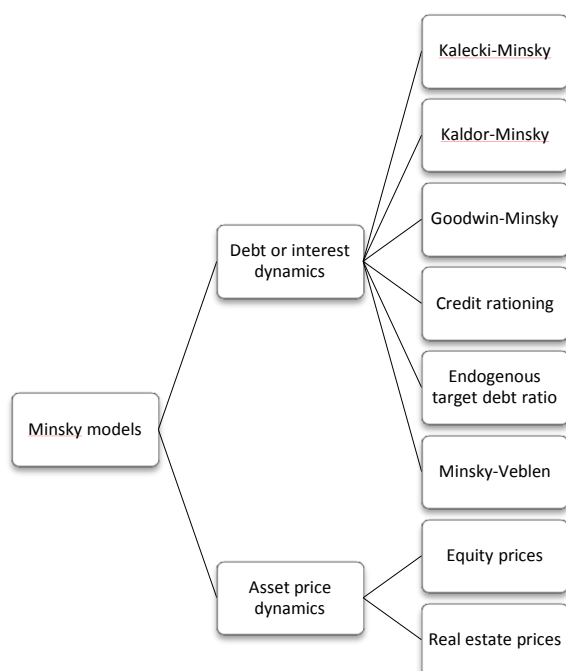 Kalecki-Minsky
Kaldor-Minsky
Goodwin-Minsky
Debt or interest
dynamics
Credit rationing
Endogenous
target debt ratio
Minsky models
Minsky-Veblen
Equity prices
Asset price
dynamics
Real estate prices